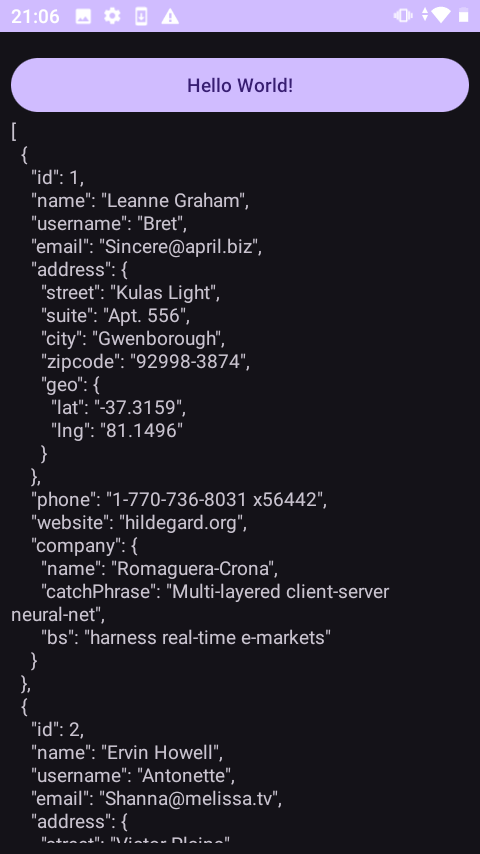 21:06
Hello World!
[
  {
    "id": 1,
    "name": "Leanne Graham",
    "username": "Bret",
    "email": "Sincere@april.biz",
    "address": {
      "street": "Kulas Light",
      "suite": "Apt. 556",
      "city": "Gwenborough",
      "zipcode": "92998-3874",
      "geo": {
        "lat": "-37.3159",
        "lng": "81.1496"
      }
    },
    "phone": "1-770-736-8031 x56442",
    "website": "hildegard.org",
    "company": {
      "name": "Romaguera-Crona",
      "catchPhrase": "Multi-layered client-server
neural-net",
      "bs": "harness real-time e-markets"
    }
  },
  {
    "id": 2,
    "name": "Ervin Howell",
    "username": "Antonette",
    "email": "Shanna@melissa.tv",
    "address": {
      "street": "Victor Plains"